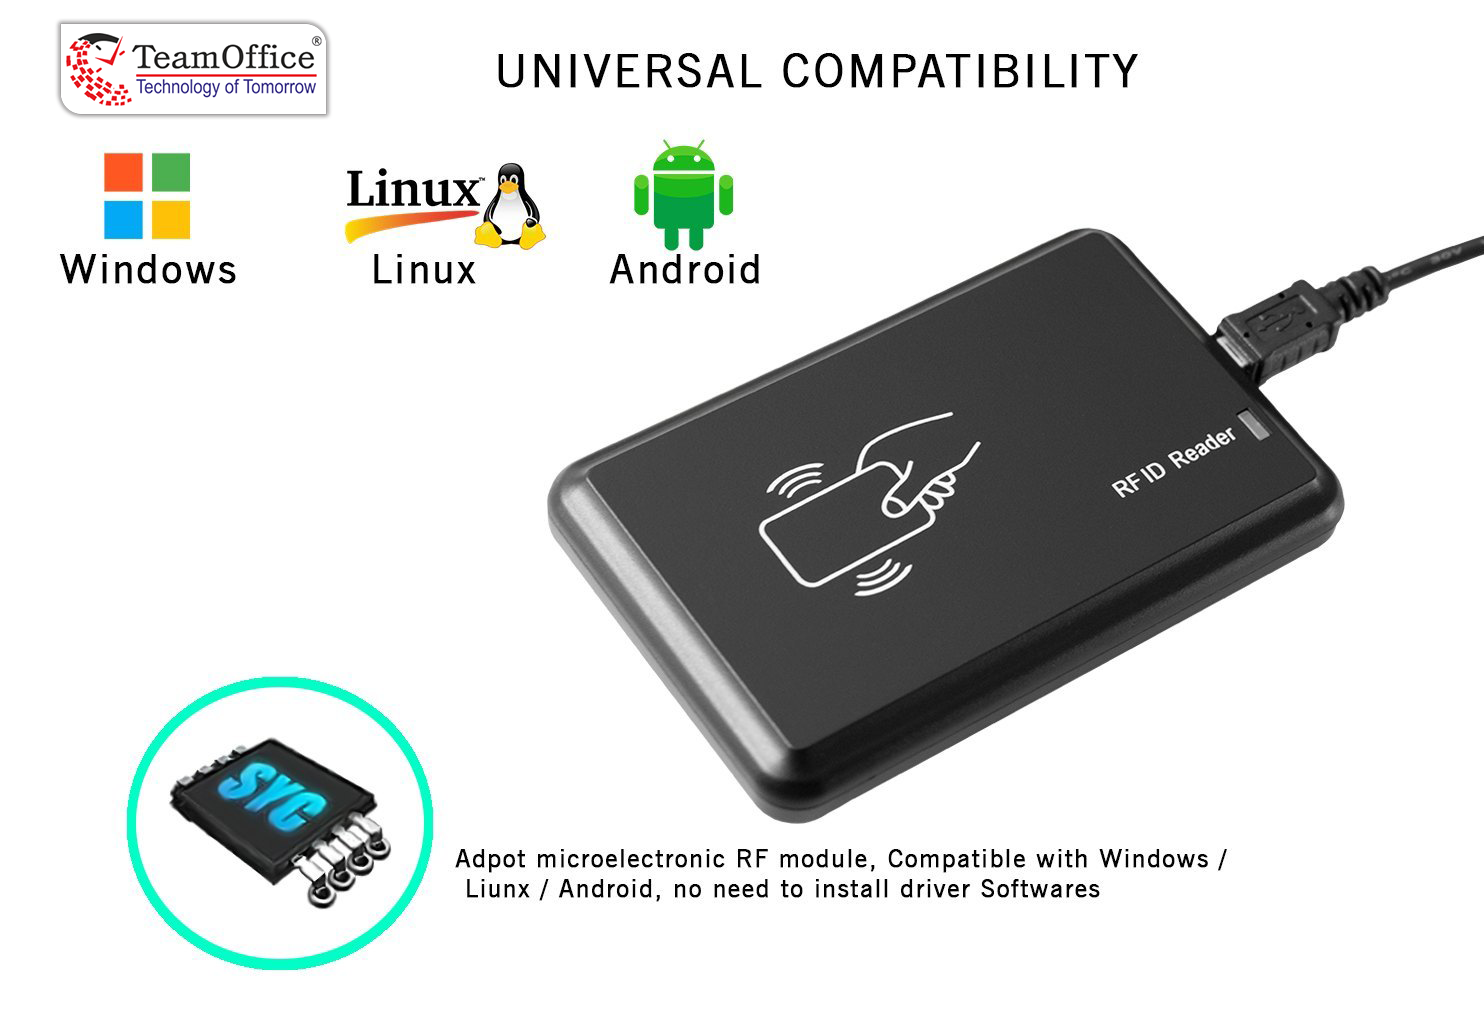 TeamOffice®
Technology of Tomorrow
UNIVERSAL COMPATIBILITY
Linux™
Windows
Linux
Android
RFID Reader
SYC
Adpot microelectronic RF module, Compatible with Windows /
Liunx / Android, no need to install driver Softwares